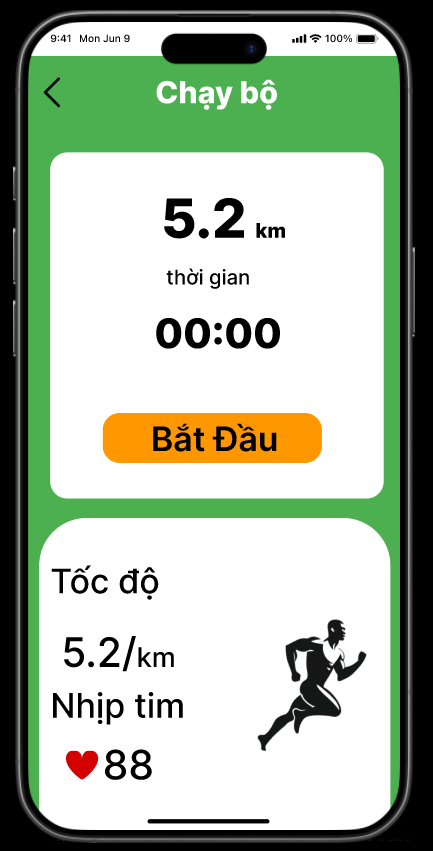 9:41 Mon Jun 9 100%
Chạy bộ
5.2 km
thời gian
00:00
Bắt Đầu
Tốc độ
5.2/km
Nhịp tim
88